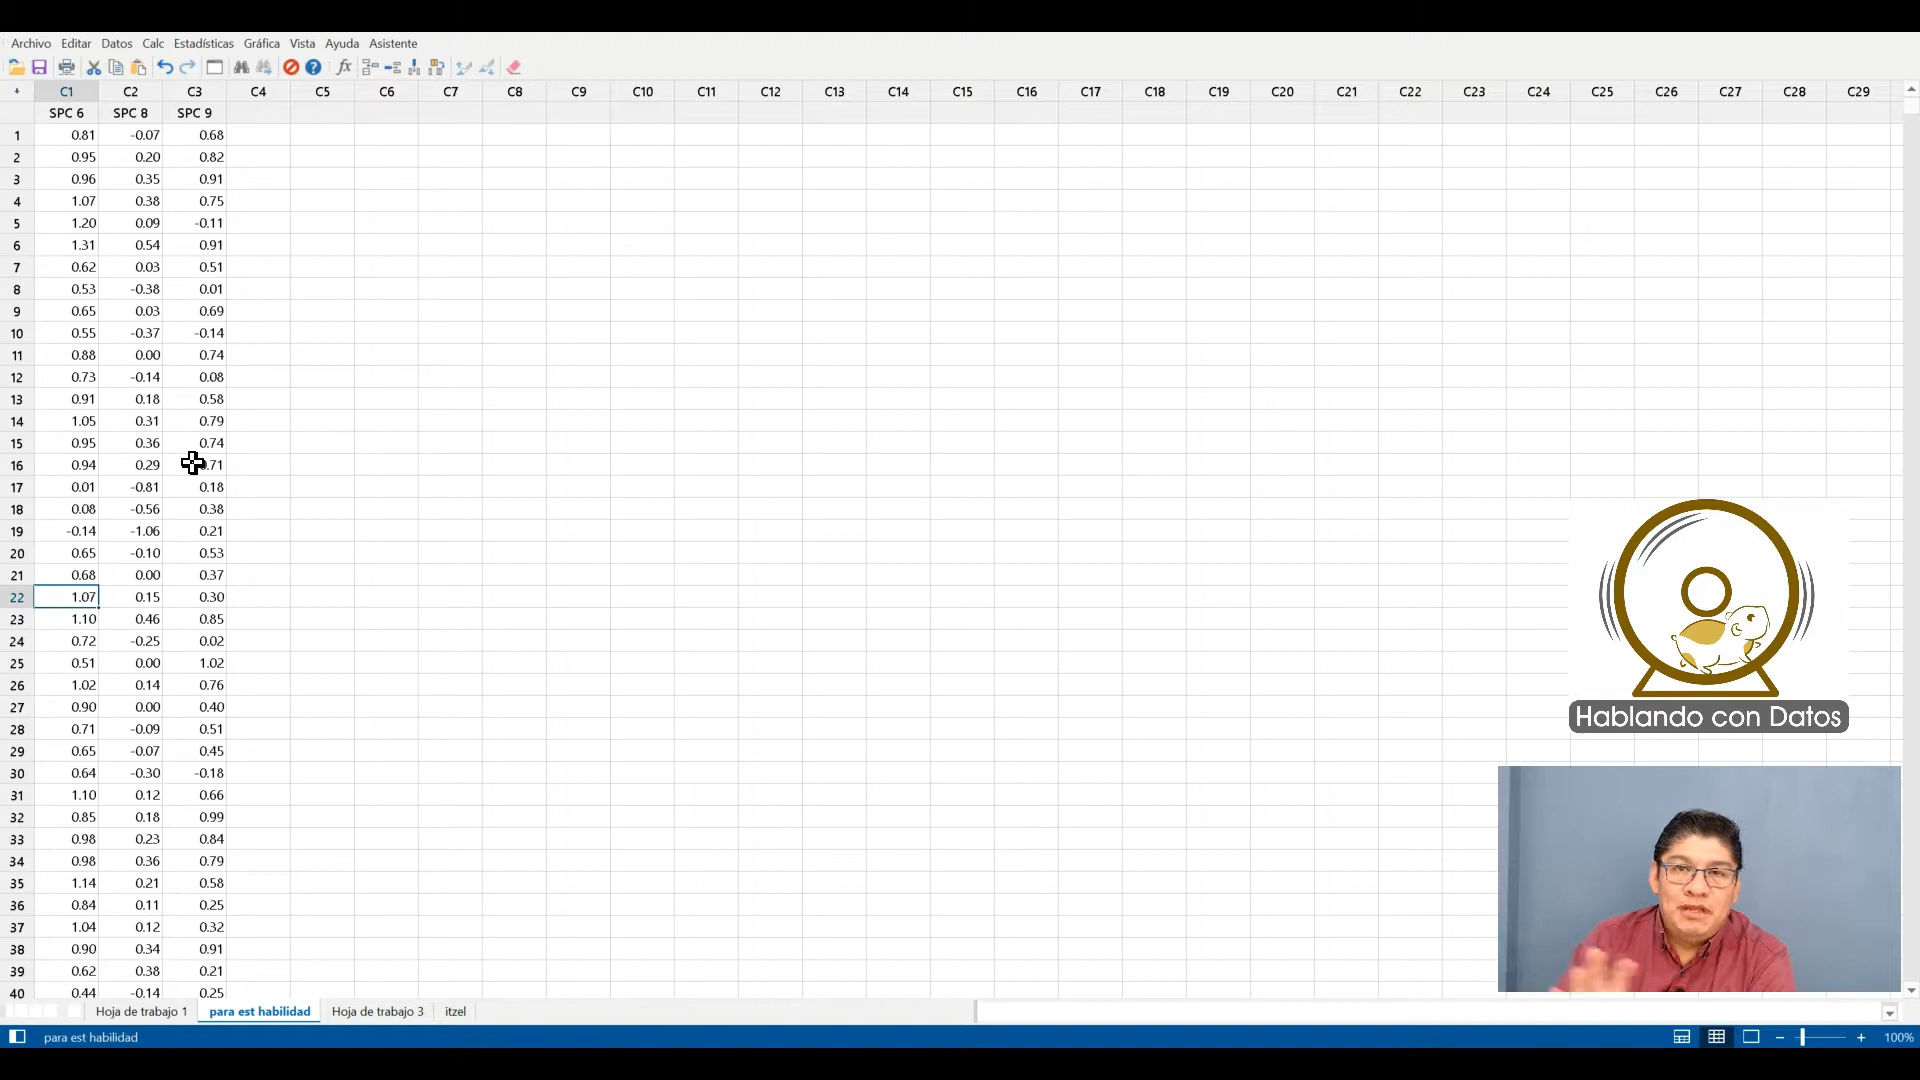 Archivo Editar Datos Calc Estadísticas Gráfica Vista Ayuda Asistente
C1 C2 C3 C4 C5 C6 C7 C8 C9 C10 C11 C12 C13 C14 C15 C16 C17 C18 C19 C20 C21 C22 C23 C24 C25 C26 C27 C28 C29
SPC 6 SPC 8 SPC 9
1 0.81 -0.07 0.68
2 0.95 0.20 0.82
3 0.96 0.35 0.91
4 1.07 0.38 0.75
5 1.20 0.09 -0.11
6 1.31 0.54 0.91
7 0.62 0.03 0.51
8 0.53 -0.38 0.01
9 0.65 0.03 0.69
10 0.55 -0.37 -0.14
11 0.88 0.00 0.74
12 0.73 -0.14 0.08
13 0.91 0.18 0.58
14 1.05 0.31 0.79
15 0.95 0.36 0.74
16 0.94 0.29 .71
17 0.01 -0.81 0.18
18 0.08 -0.56 0.38
19 -0.14 -1.06 0.21
20 0.65 -0.10 0.53
21 0.68 0.00 0.37
22 1.07 0.15 0.30
23 1.10 0.46 0.85
24 0.72 -0.25 0.02
25 0.51 0.00 1.02
26 1.02 0.14 0.76
27 0.90 0.00 0.40
28 0.71 -0.09 0.51
29 0.65 -0.07 0.45
30 0.64 -0.30 -0.18
31 1.10 0.12 0.66
32 0.85 0.18 0.99
33 0.98 0.23 0.84
34 0.98 0.36 0.79
35 1.14 0.21 0.58
36 0.84 0.11 0.25
37 1.04 0.12 0.32
38 0.90 0.34 0.91
39 0.62 0.38 0.21
40 0.44 -0.14 0.25
Hablando con Datos
Hoja de trabajo 1 para est habilidad Hoja de trabajo 3 itzel
para est habilidad 100%